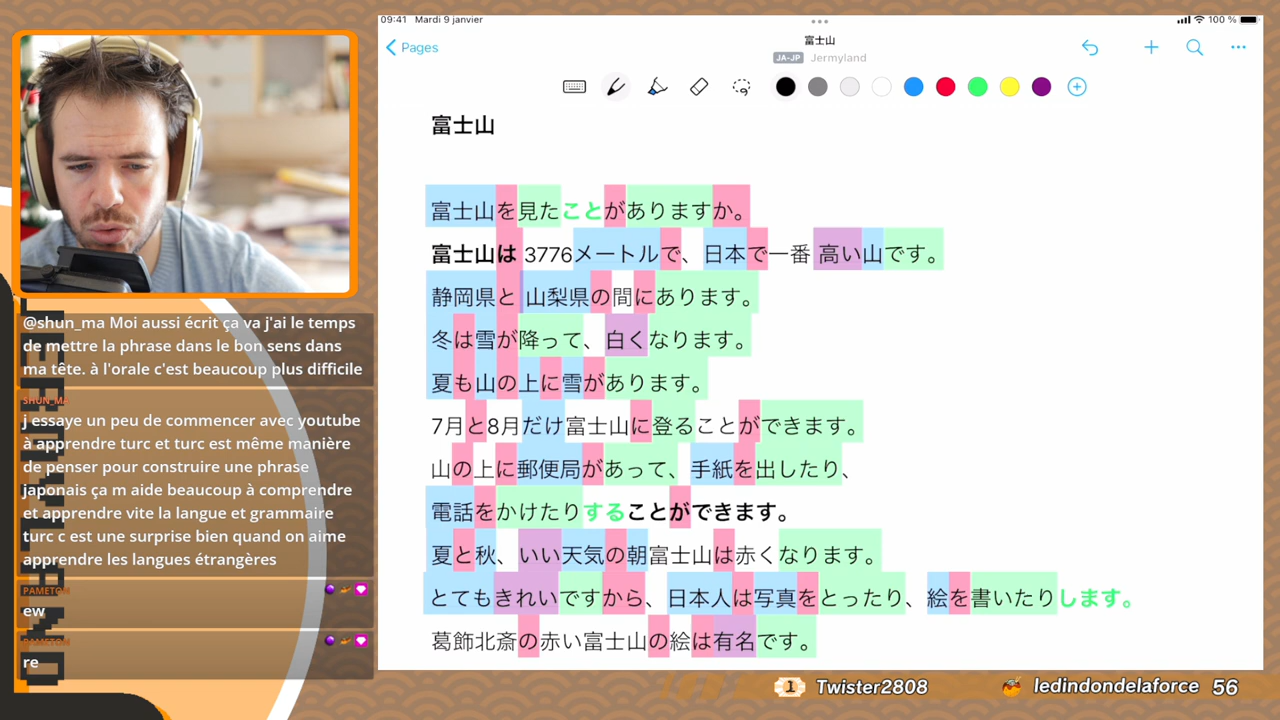 09:41 Mardi 9 janvier
100 %
Pages
富士山
JA-JP Jermyland
富士山
富士山を見たことがありますか。
富士山は 3776メートルで、日本で一番 高い山です。
静岡県と 山梨県の間にあります。
冬は雪が降って、白くなります。
夏も山の上に雪があります。
7月と8月だけ富士山に登ることができます。
山の上に郵便局があって、手紙を出したり、
電話をかけたりすることができます。
夏と秋、いい天気の朝富士山は赤くなります。
とてもきれいですから、日本人は写真をとったり、絵を書いたりします。
葛飾北斎の赤い富士山の絵は有名です。
@shun_ma Moi aussi écrit ça va j'ai le temps
de mettre la phrase dans le bon sens dans
ma tête. à l'orale c'est beaucoup plus difficile
SHUN_MA
j essaye un peu de commencer avec youtube
à apprendre turc et turc est même manière
de penser pour construire une phrase
japonais ça m aide beaucoup à comprendre
et apprendre vite la langue et grammaire
turc c est une surprise bien quand on aime
apprendre les langues étrangères
PAMETON
ew
PAMETON
re
1 Twister2808
ledindondelaforce 56